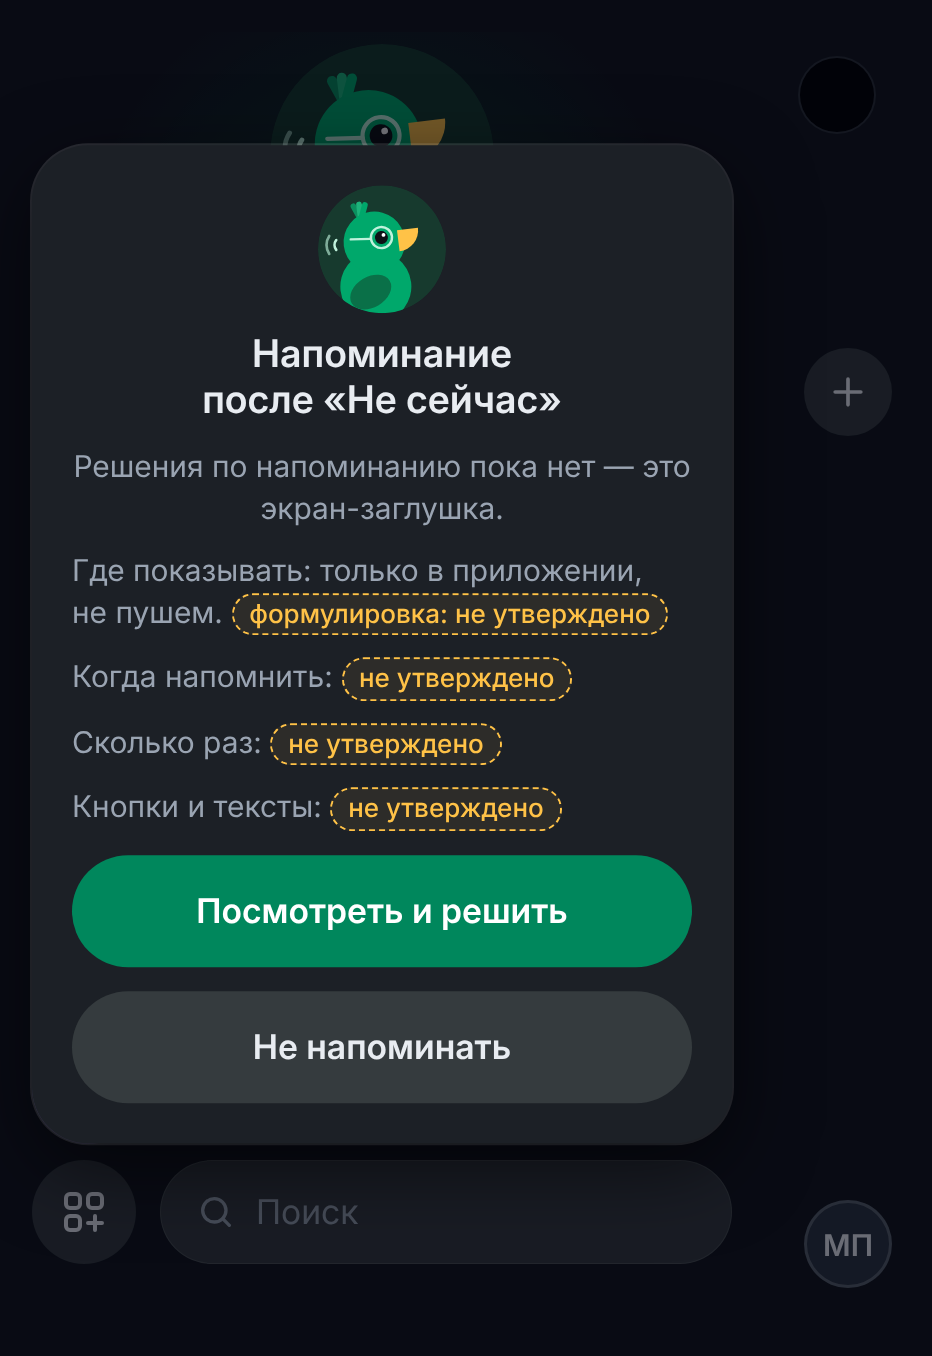 Напоминание
после «Не сейчас»
Решения по напоминанию пока нет — это
экран-заглушка.
Где показывать: только в приложении,
не пушем. формулировка: не утверждено
Когда напомнить: не утверждено
Сколько раз: не утверждено
Кнопки и тексты: не утверждено
Посмотреть и решить
Не напоминать
Поиск
МП